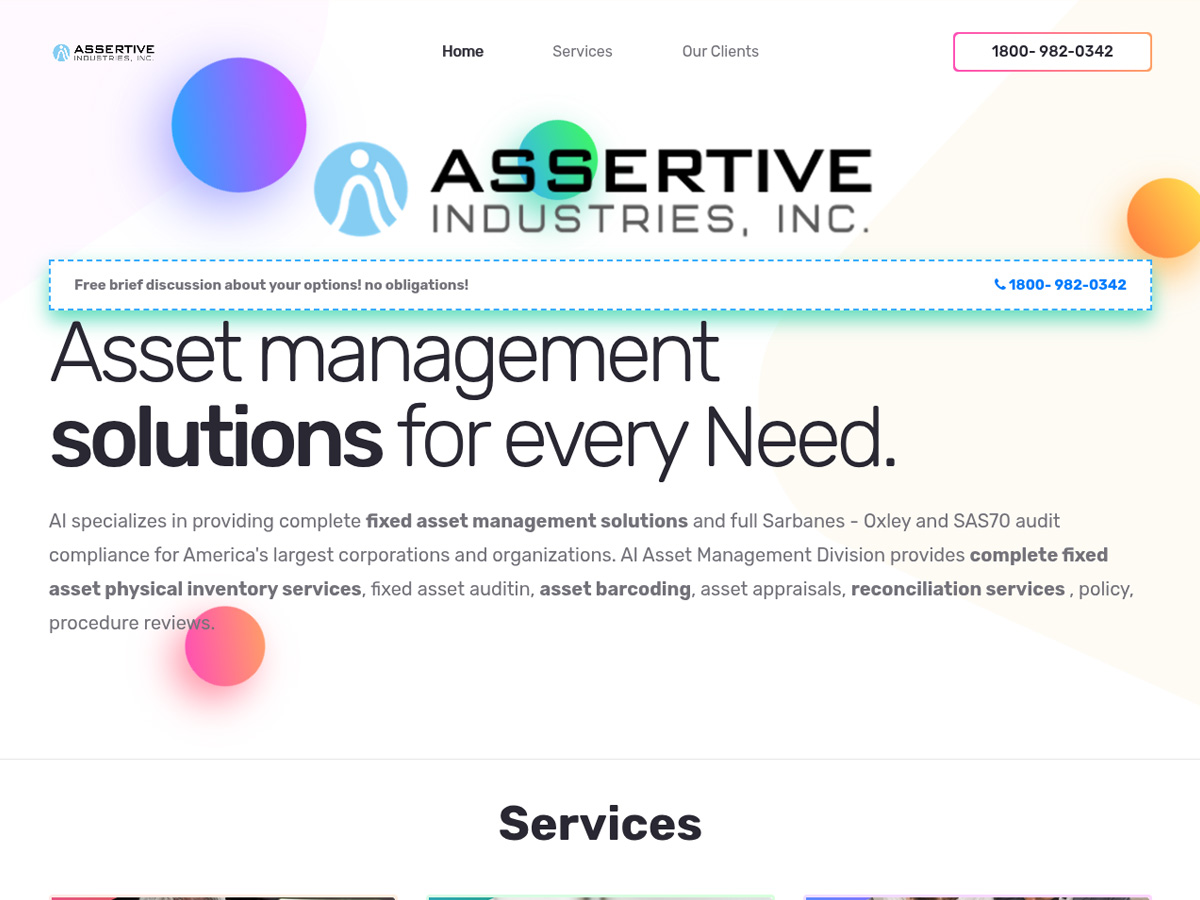 ASSERTIVE
INDUSTRIES, INC.
Home
Services
Our Clients
1800- 982-0342
ASSERTIVE
INDUSTRIES, INC.
Free brief discussion about your options! no obligations!
1800- 982-0342
Asset management
solutions for every Need.
AI specializes in providing complete fixed asset management solutions and full Sarbanes - Oxley and SAS70 audit
compliance for America's largest corporations and organizations. AI Asset Management Division provides complete fixed
asset physical inventory services, fixed asset auditin, asset barcoding, asset appraisals, reconciliation services , policy,
procedure reviews.
Services